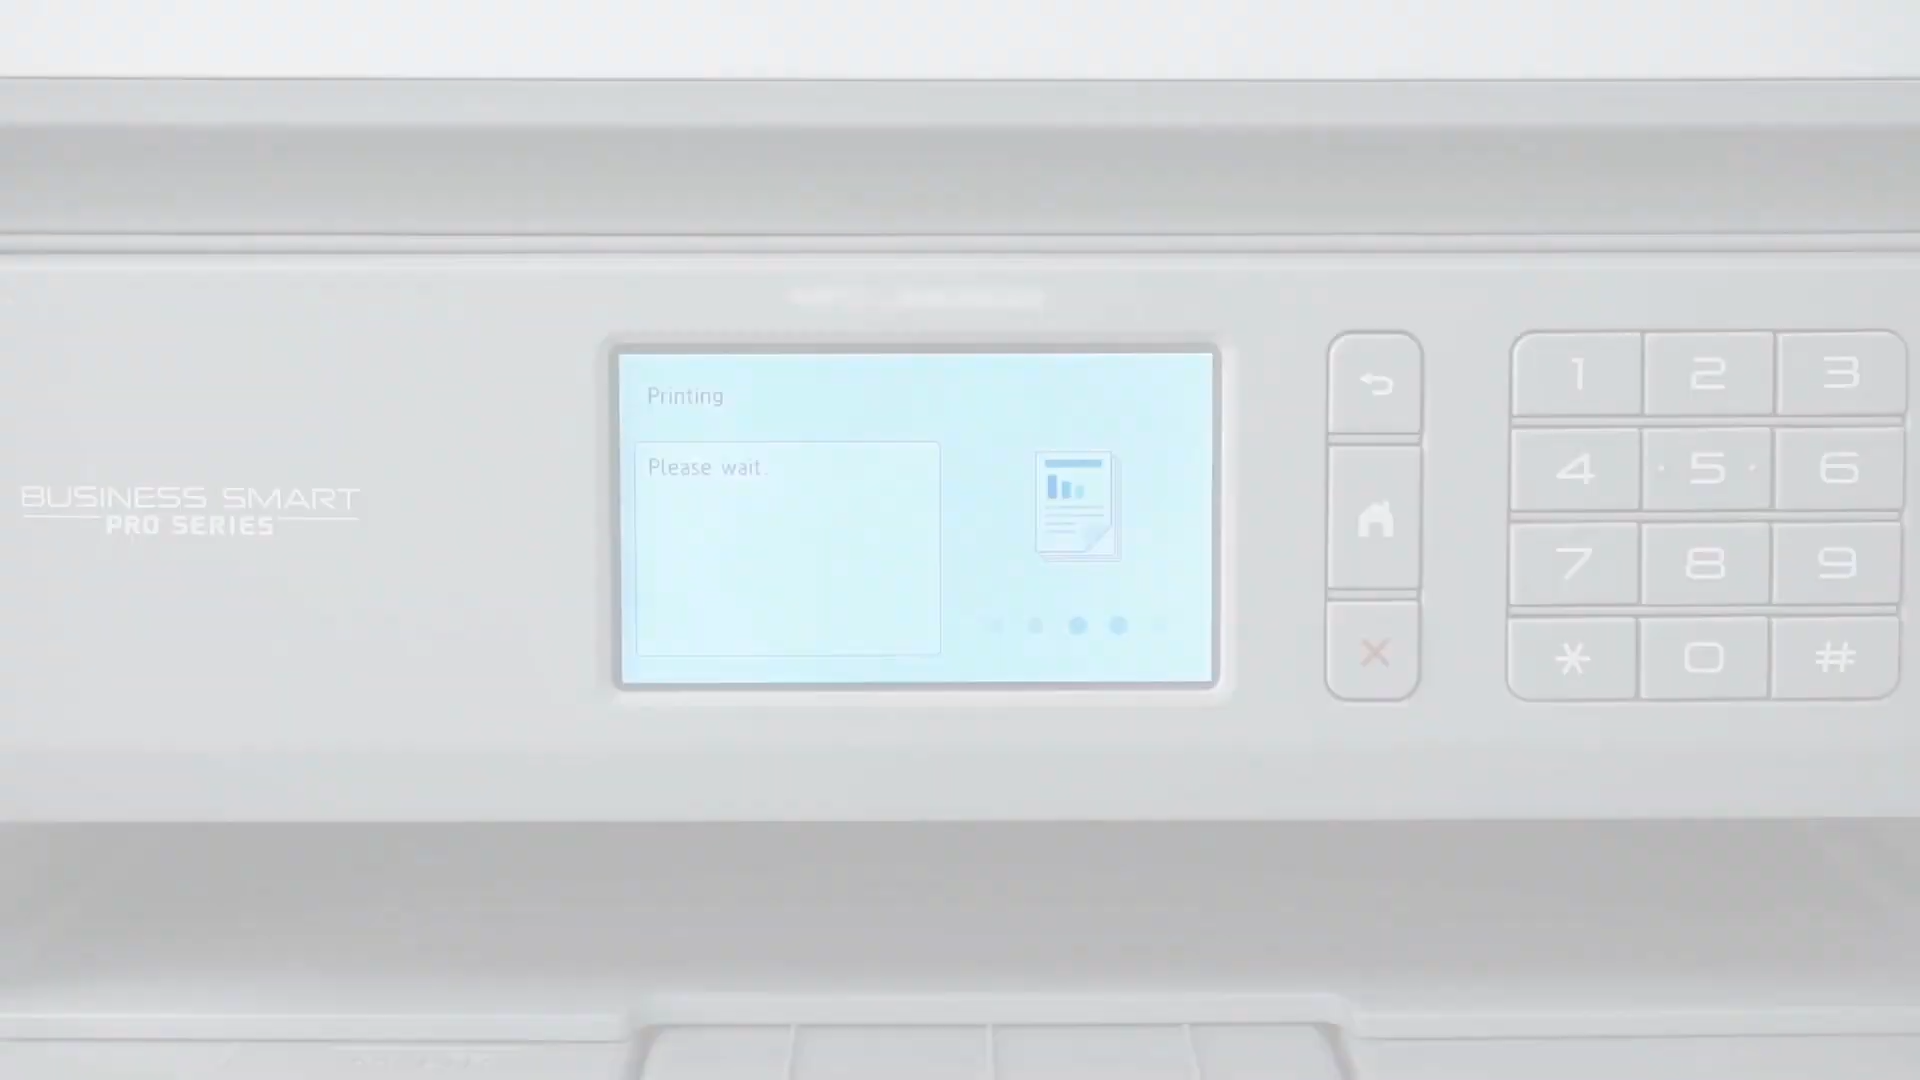 Printing
Please wait.
BUSINESS SMART
PRO SERIES
1 2 3
4 5 6
7 8 9
* 0 #